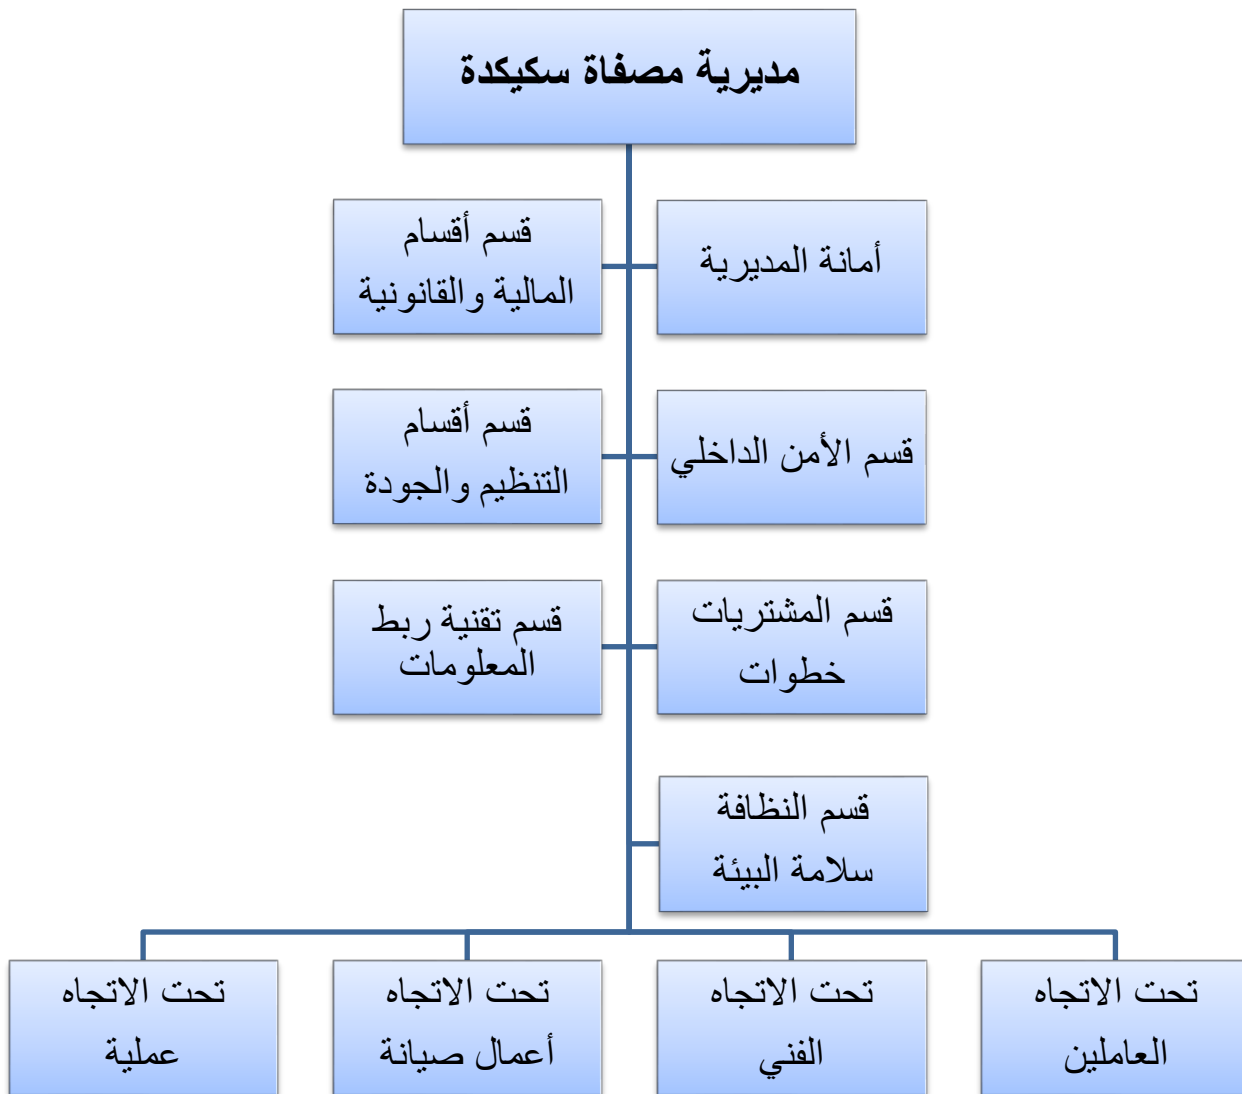 مديرية مصفاة سكيكدة
أمانة المديرية
قسم أقسام
المالية والقانونية
قسم الأمن الداخلي
قسم أقسام
التنظيم والجودة
قسم المشتريات
خطوات
قسم تقنية ربط
المعلومات
قسم النظافة
سلامة البيئة
تحت الاتجاه
العاملين
تحت الاتجاه
الفني
تحت الاتجاه
أعمال صيانة
تحت الاتجاه
عملية